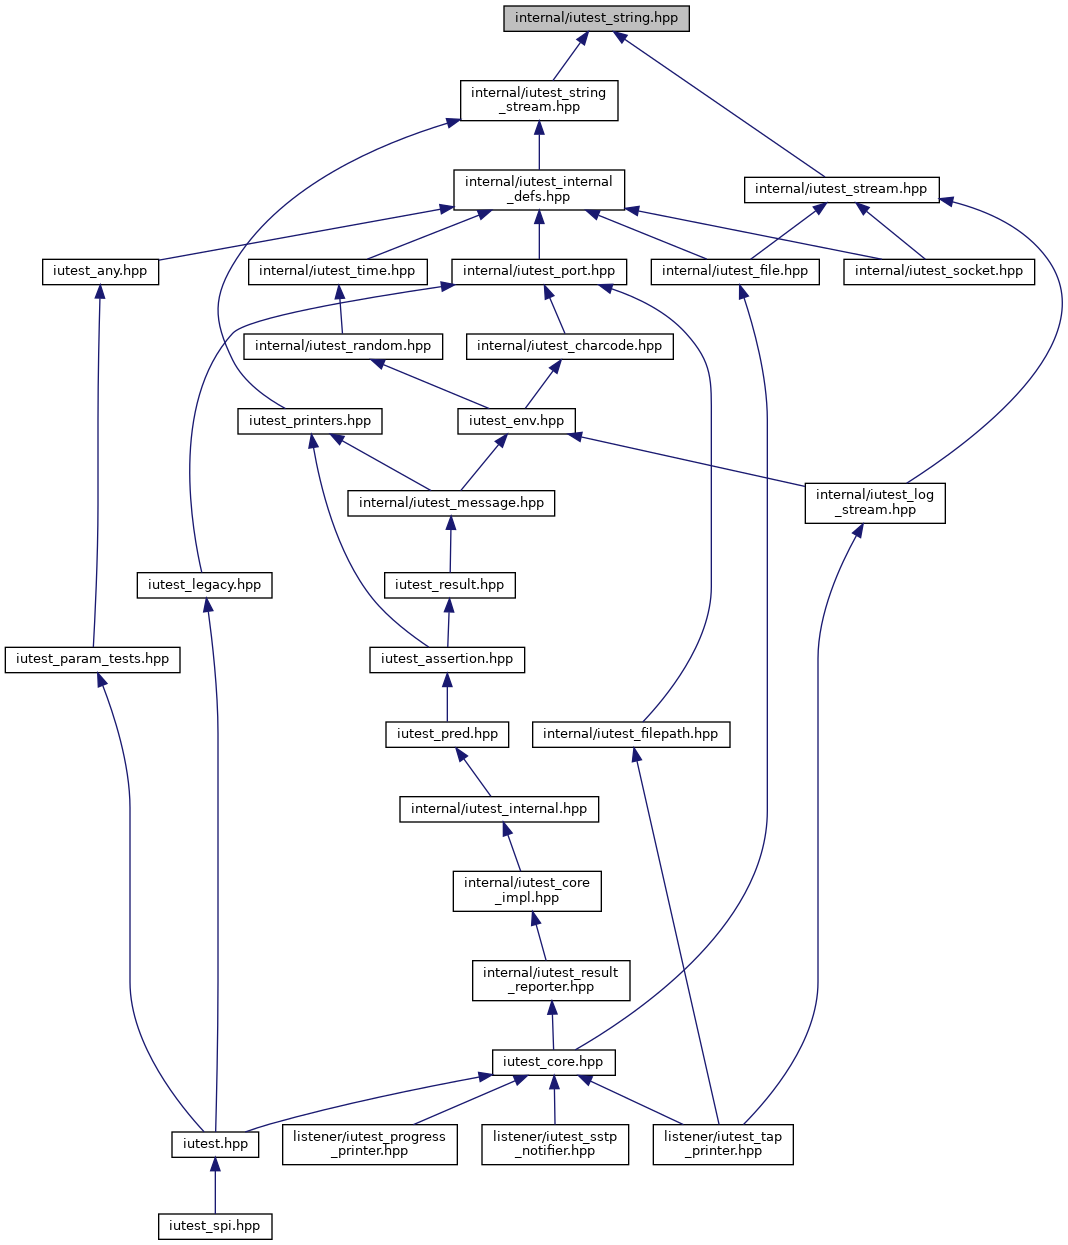 internal/iutest_string.hpp
internal/iutest_string
_stream.hpp
internal/iutest_internal
_defs.hpp
internal/iutest_stream.hpp
iutest_any.hpp
internal/iutest_time.hpp
internal/iutest_port.hpp
internal/iutest_file.hpp
internal/iutest_socket.hpp
internal/iutest_random.hpp
internal/iutest_charcode.hpp
iutest_printers.hpp
iutest_env.hpp
internal/iutest_message.hpp
internal/iutest_log
_stream.hpp
iutest_legacy.hpp
iutest_result.hpp
iutest_param_tests.hpp
iutest_assertion.hpp
iutest_pred.hpp
internal/iutest_filepath.hpp
internal/iutest_internal.hpp
internal/iutest_core
_impl.hpp
internal/iutest_result
_reporter.hpp
iutest_core.hpp
iutest.hpp
listener/iutest_progress
_printer.hpp
listener/iutest_sstp
_notifier.hpp
listener/iutest_tap
_printer.hpp
iutest_spi.hpp